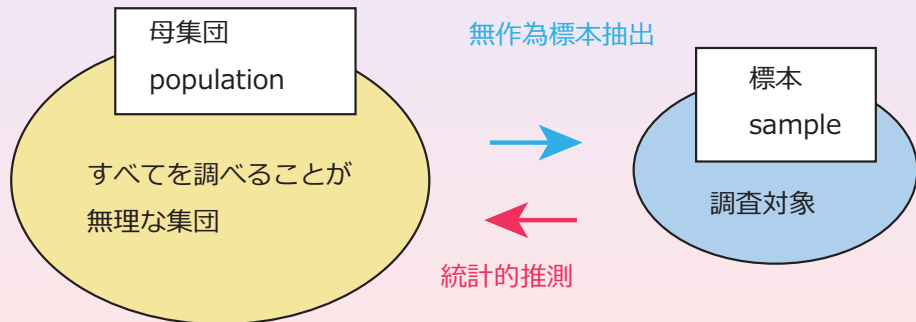 母集団
population
すべてを調べることが
無理な集団
無作為標本抽出
統計的推測
標本
sample
調査対象